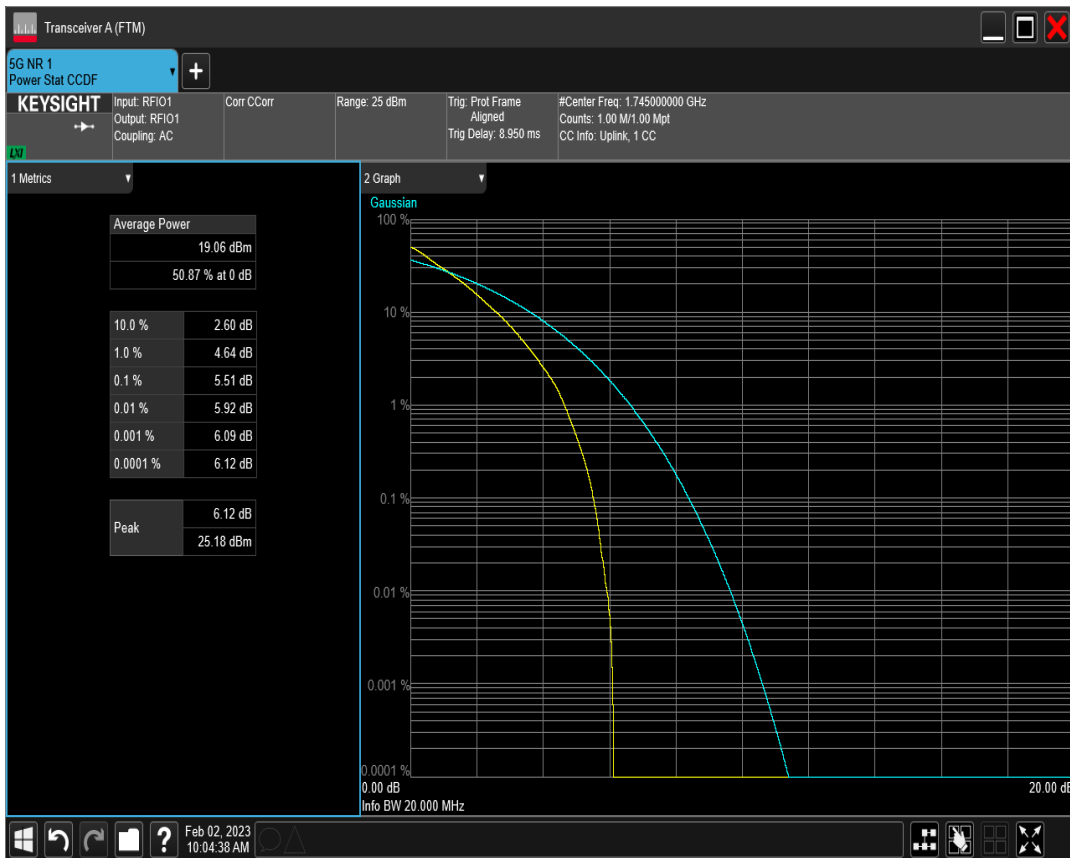 Transceiver A (FTM)
5G NR 1
Power Stat CCDF
KEYSIGHT
LXI
Input: RFIO1
Output: RFIO1
Coupling: AC
Corr CCorr
Range: 25 dBm
Trig: Prot Frame
Aligned
Trig Delay: 8.950 ms
#Center Freq: 1.745000000 GHz
Counts: 1.00 M/1.00 Mpt
CC Info: Uplink, 1 CC
1 Metrics
Average Power
19.06 dBm
50.87 % at 0 dB
10.0 % 2.60 dB
1.0 % 4.64 dB
0.1 % 5.51 dB
0.01 % 5.92 dB
0.001 % 6.09 dB
0.0001 % 6.12 dB
Peak
6.12 dB
25.18 dBm
2 Graph
Gaussian
100 %
10 %
1 %
0.1 %
0.01 %
0.001 %
0.0001 %
0.00 dB 20.00 dB
Info BW 20.000 MHz
?
Feb 02, 2023
10:04:38 AM